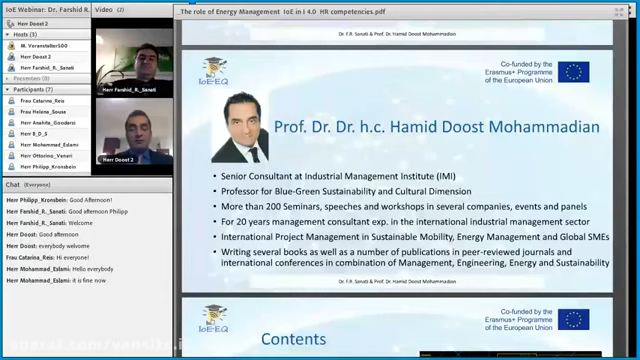 IoE Webinar: Dr. Farshid R.
Video (2)
_The role of Energy Management IoE in I 4.0 HR competencies.pdf
Herr Doost 2
Hosts (3)
M. Veranstalter500
Herr Doost 2
Herr Farshid_R._Sanati
Presenters (0)
Participants (7)
Frau Catarina_Reis
Frau Helena_Souse
Frau Anahita_Goodarzi
Herr B_D_S
Herr Mohammad_Eslami
Herr Ottorino_Veneri
Herr Philipp_Kronsbein
Herr Farshid_R._Sanati
Herr Doost 2
Chat (Everyone)
Herr Philipp_Kronsbein: Good Afternoon!
Herr Farshid_R._Sanati: Good afternoon Philipp
Herr Farshid_R._Sanati: Welcome
Herr Doost: Good afternoon
Herr Doost: everybody welcome
Frau Catarina_Reis: Hi everyone!
Herr Mohammad_Eslami: Hello everybody
Herr Mohammad_Eslami: it is fine now
Dr. F.R. Sanati & Prof. Dr. Hamid Doost Mohammadian
IoE-EQ
Co-funded by the
Erasmus+ Programme
of the European Union
Prof. Dr. Dr. h.c. Hamid Doost Mohammadian
• Senior Consultant at Industrial Management Institute (IMI)
• Professor for Blue-Green Sustainability and Cultural Dimension
• More than 200 Seminars, speeches and workshops in several companies, events and panels
• For 20 years management consultant exp. in the international industrial management sector
• International Project Management in Sustainable Mobility, Energy Management and Global SMEs
• Writing several books as well as a number of publications in peer-reviewed journals and
international conferences in combination of Management, Engineering, Energy and Sustainability
Dr. F.R. Sanati & Prof. Dr. Hamid Doost Mohammadian
IoE-EQ
Co-funded by the
Erasmus+ Programme
of the European Union
Contents